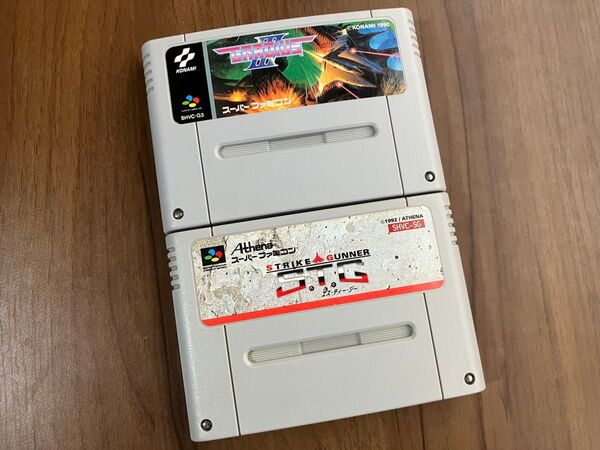 KONAMI
SHVC-G3
GRADIUS
III
KONAMI 1990
スーパーファミコン
Athena
スーパーファミコン
©1992 / ATHENA
SHVC-SG
STRIKE GUNNER
S.T.G
エス・ティー・ジー